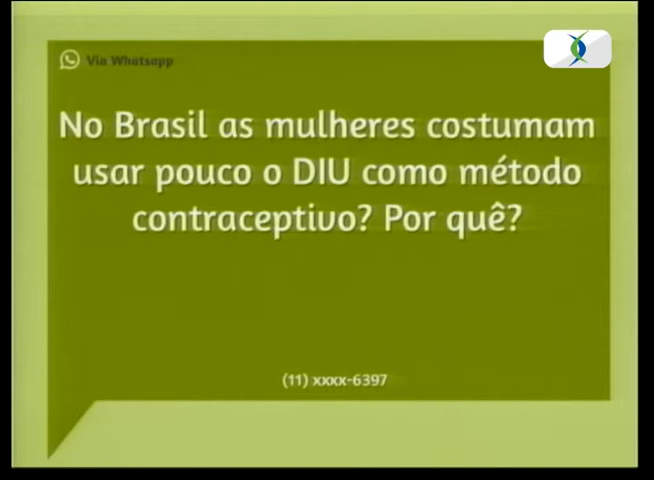 Via Whatsapp
No Brasil as mulheres costumam
usar pouco o DIU como método
contraceptivo? Por quê?
(11) xxxx-6397